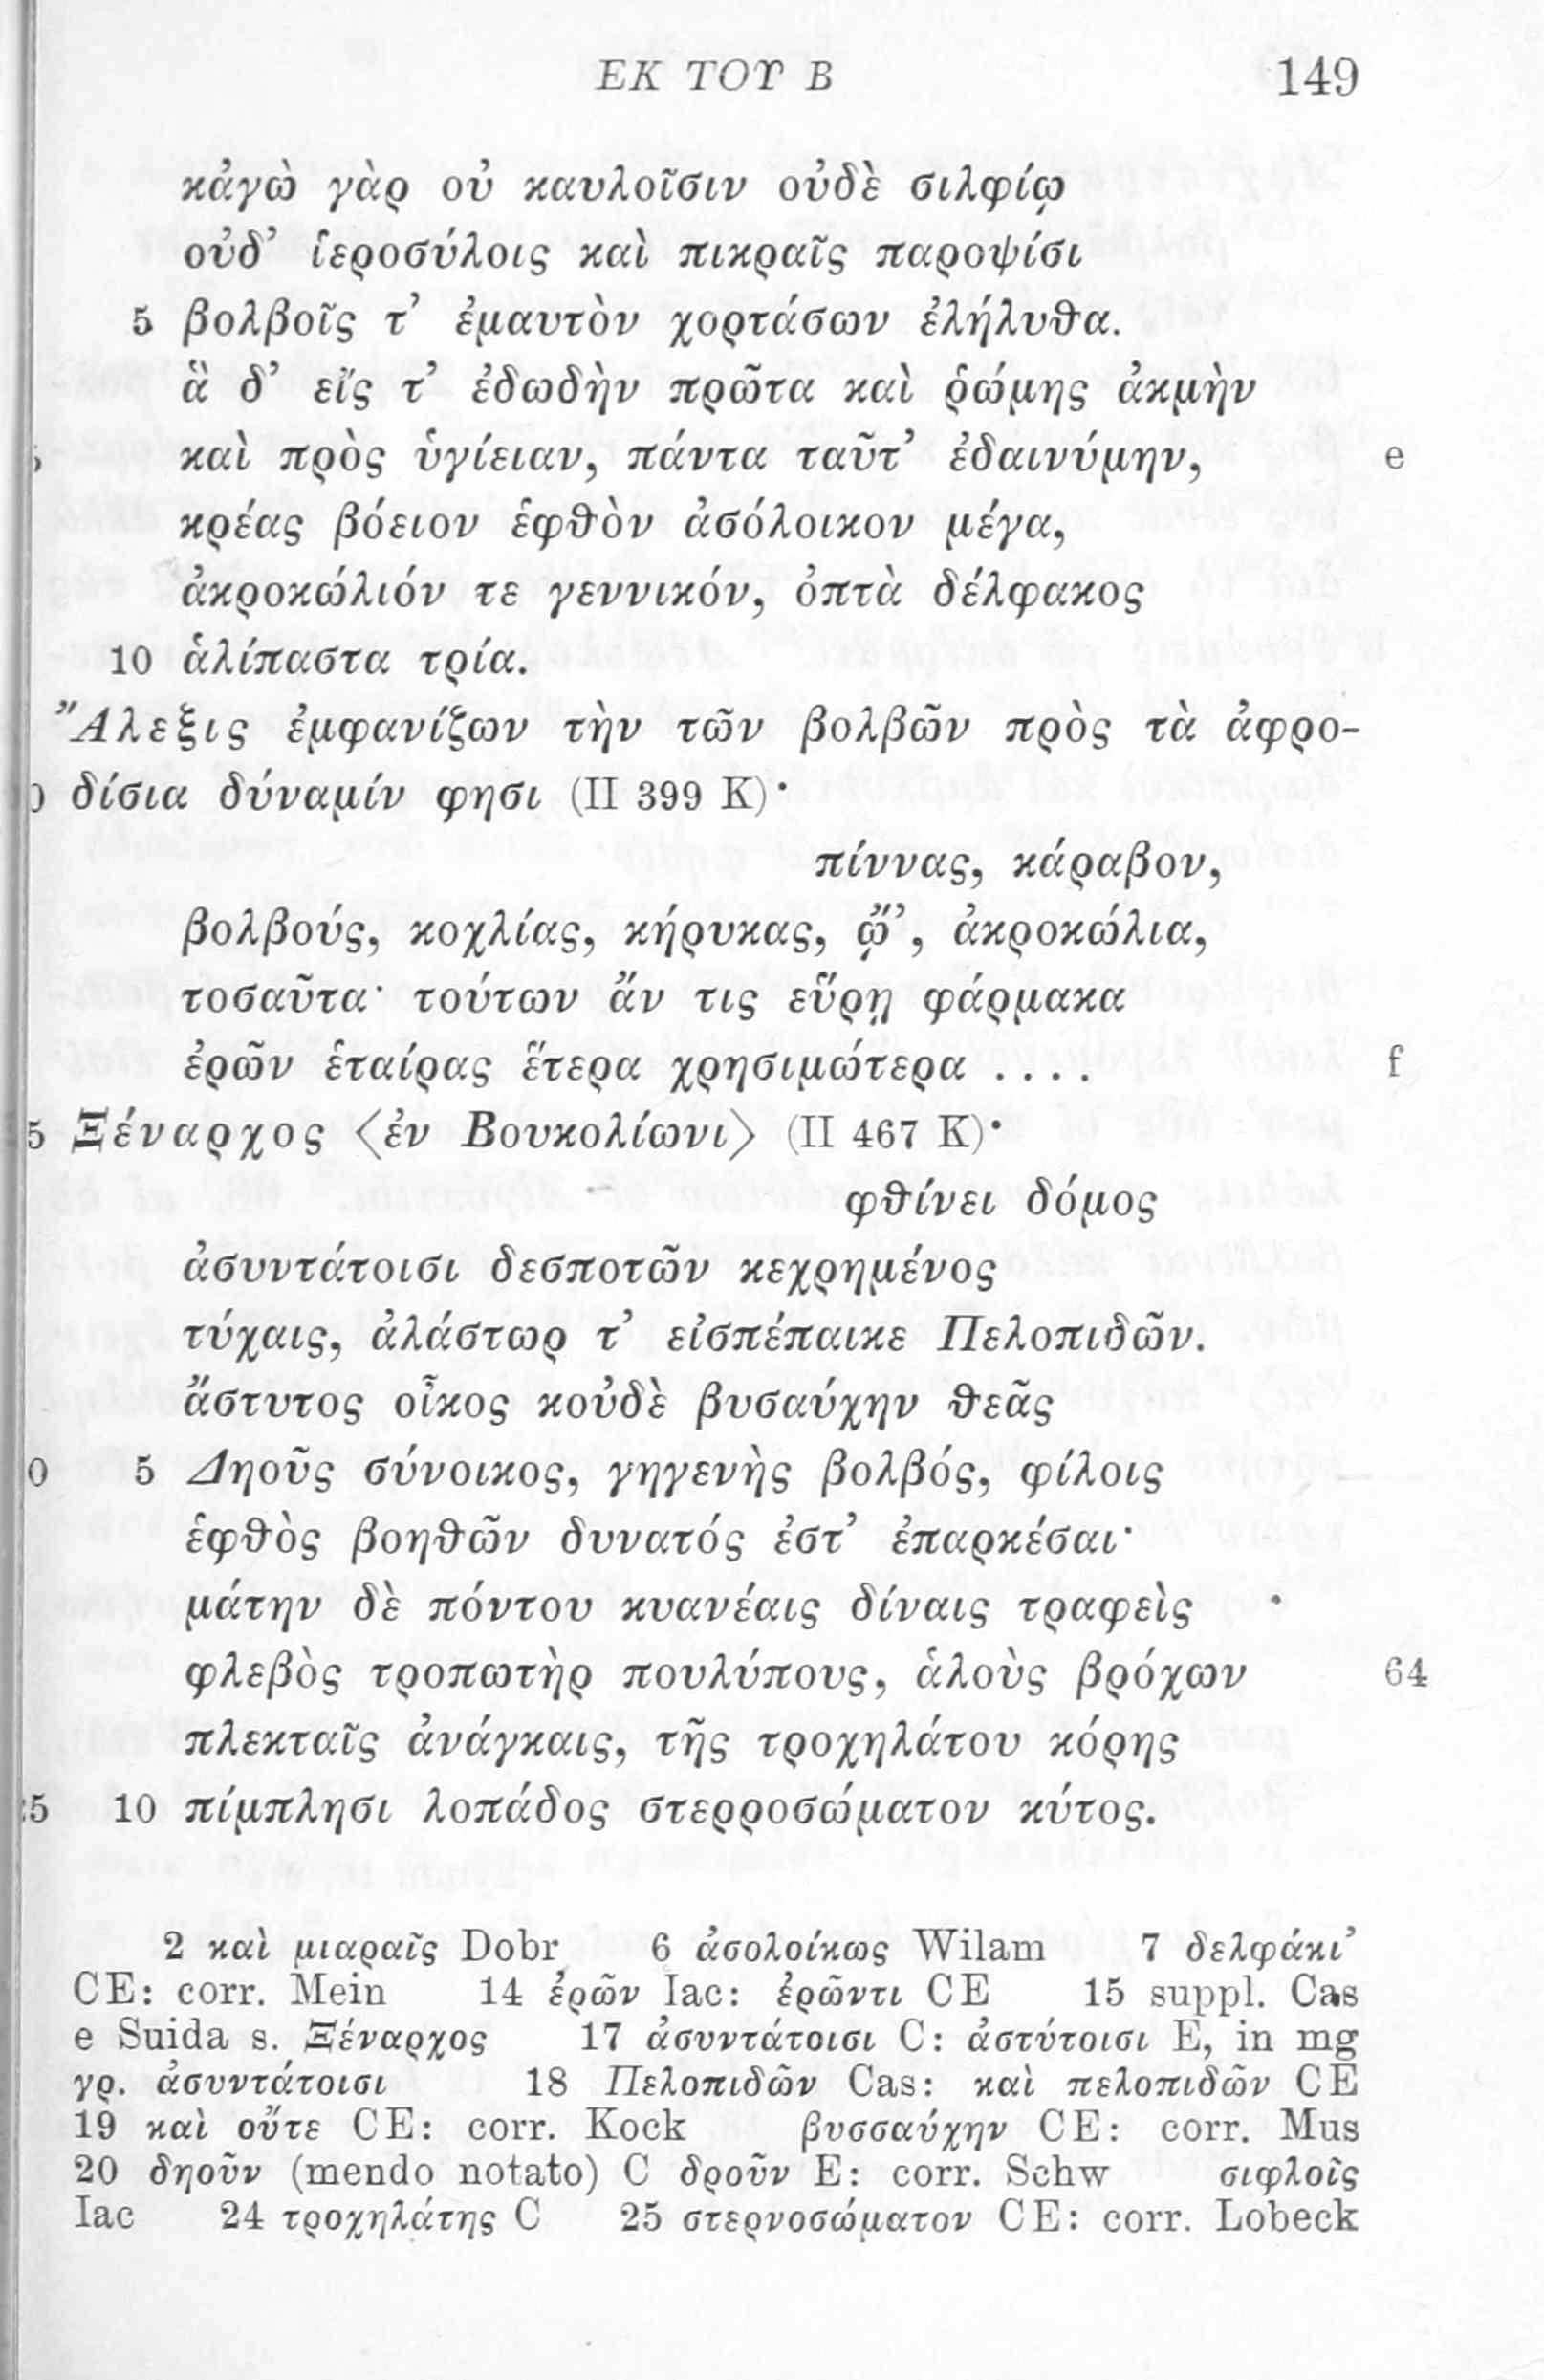 ΕΚ ΤΟΥ Β 149
κἀγὼ γὰρ οὐ καυλοῖσιν οὐδὲ σιλφίῳ
οὐδ’ ἱεροσύλοις καὶ πικραῖς παροψίσι
5 βολβοῖς τ’ ἐμαυτὸν χορτάσων ἐλήλυθα.
ἃ δ’ εἴς τ’ ἐδωδὴν πρῶτα καὶ ῥώμης ἀκμὴν
5 καὶ πρὸς ὑγίειαν, πάντα ταῦτ’ ἐδαινύμην, e
κρέας βόειον ἑφθὸν ἀσόλοικον μέγα,
ἀκροκώλιόν τε γεννικόν, ὀπτὰ δέλφακος
10 ἁλίπαστα τρία.
Ἄλεξις ἐμφανίζων τὴν τῶν βολβῶν πρὸς τὰ ἀφρο-
0 δίσια δύναμίν φησι (II 399 K)·
πίννας, κάραβον,
βολβούς, κοχλίας, κήρυκας, ᾤ’, ἀκροκώλια,
τοσαῦτα· τούτων ἄν τις εὕρῃ φάρμακα
ἐρῶν ἑταίρας ἕτερα χρησιμώτερα .... f
5 Ξέναρχος <ἐν Βουκολίωνι> (II 467 K)·
φθίνει δόμος
ἀσυντάτοισι δεσποτῶν κεχρημένος
τύχαις, ἀλάστωρ τ’ εἰσπέπαικε Πελοπιδῶν.
ἄστυτος οἶκος κοὐδὲ βυσαύχην θεᾶς
0 5 Δηοῦς σύνοικος, γηγενὴς βολβός, φίλοις
ἑφθὸς βοηθῶν δυνατός ἐστ’ ἐπαρκέσαι·
μάτην δὲ πόντου κυανέαις δίναις τραφεὶς
φλεβὸς τροπωτὴρ πουλύπους, ἁλοὺς βρόχων 64
πλεκταῖς ἀνάγκαις, τῆς τροχηλάτου κόρης
25 10 πίμπλησι λοπάδος στερροσώματον κύτος.
2 καὶ μιαραῖς Dobr 6 ἀσολοίκως Wilam 7 δελφάκι’
CE: corr. Mein 14 ἐρῶν Iac: ἐρῶντι CE 15 suppl. Cas
e Suida s. Ξέναρχος 17 ἀσυντάτοισι C: ἀστύτοισι E, in mg
γρ. ἀσυντάτοισι 18 Πελοπιδῶν Cas: καὶ πελοπιδῶν CE
19 καὶ οὔτε CE: corr. Kock βυσσαύχην CE: corr. Mus
20 δηοῦν (mendo notato) C δροῦν E: corr. Schw σιφλοῖς
Iac 24 τροχηλάτης C 25 στερνοσώματον CE: corr. Lobeck